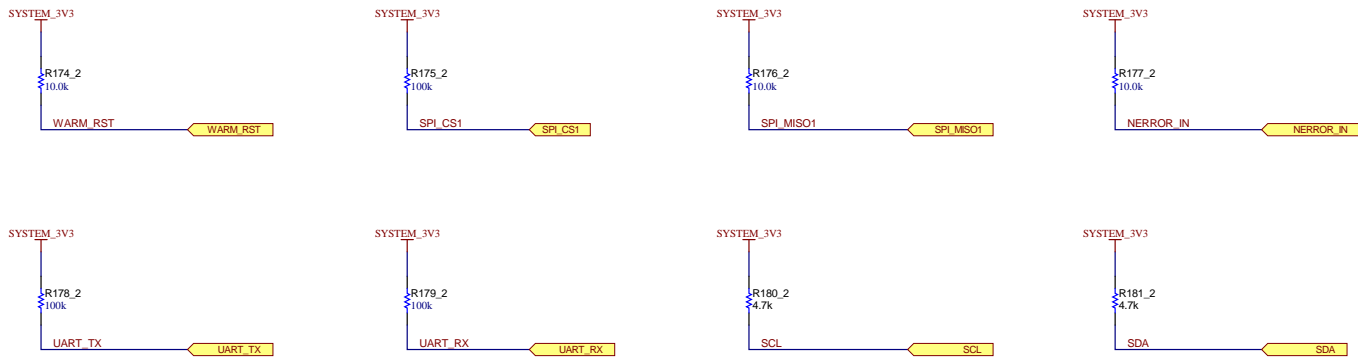 SYSTEM_3V3
R174_2
10.0k
WARM_RST
WARM_RST
SYSTEM_3V3
R175_2
100k
SPI_CS1
SPI_CS1
SYSTEM_3V3
R176_2
10.0k
SPI_MISO1
SPI_MISO1
SYSTEM_3V3
R177_2
10.0k
NERROR_IN
NERROR_IN
SYSTEM_3V3
R178_2
100k
UART_TX
UART_TX
SYSTEM_3V3
R179_2
100k
UART_RX
UART_RX
SYSTEM_3V3
R180_2
4.7k
SCL
SCL
SYSTEM_3V3
R181_2
4.7k
SDA
SDA